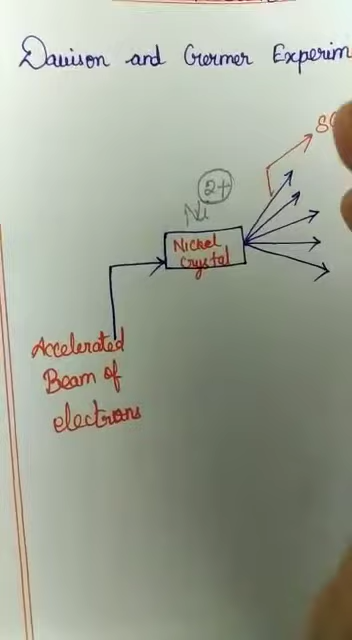 Davison and Germer Experim
2+
Ni
Nickel
Crystal
Accelerated
Beam of
electrons